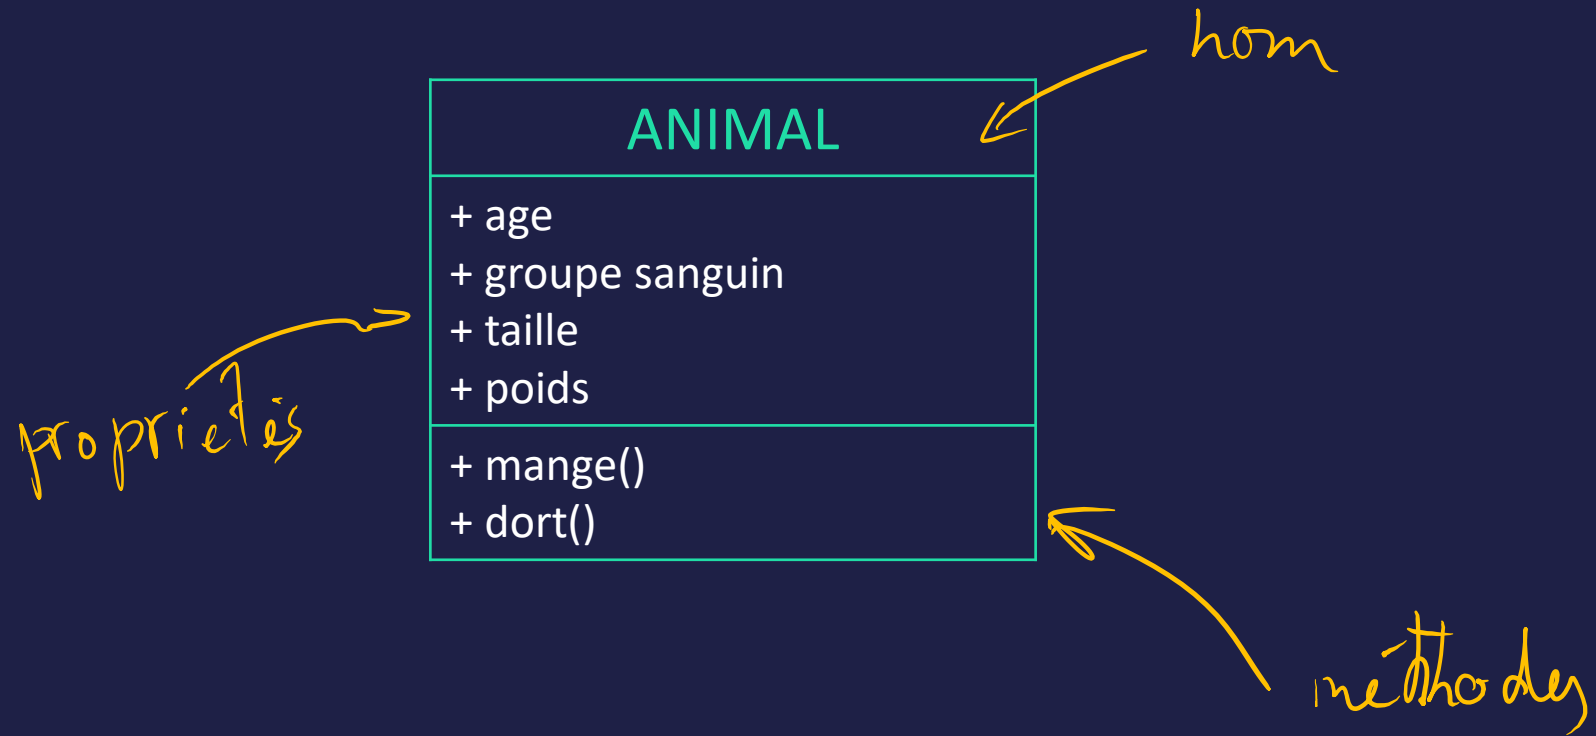 nom
ANIMAL
+ age
+ groupe sanguin
+ taille
+ poids
propriétés
+ mange()
+ dort()
méthodes